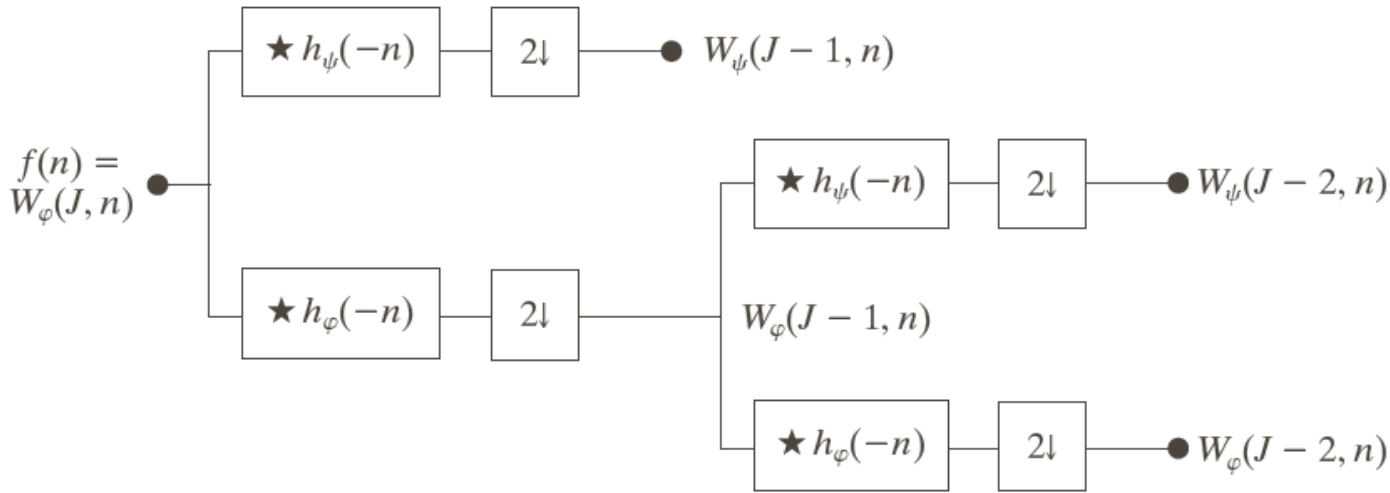 ★ h_ψ(−n)
2↓
W_ψ(J − 1, n)
f(n) =
W_φ(J, n)
★ h_ψ(−n)
2↓
W_ψ(J − 2, n)
★ h_φ(−n)
2↓
W_φ(J − 1, n)
★ h_φ(−n)
2↓
W_φ(J − 2, n)